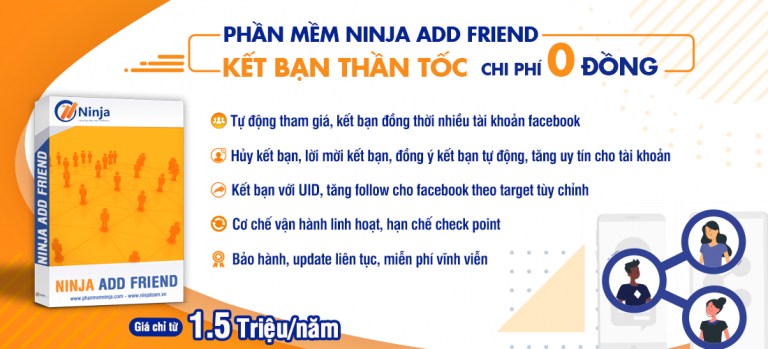 PHẦN MỀM NINJA ADD FRIEND
KẾT BẠN THẦN TỐC CHI PHÍ 0 ĐỒNG
Ninja
Tự động tham giá, kết bạn đồng thời nhiều tài khoản facebook
Hủy kết bạn, lời mời kết bạn, đồng ý kết bạn tự động, tăng uy tín cho tài khoản
Kết bạn với UID, tăng follow cho facebook theo target tùy chỉnh
Cơ chế vận hành linh hoạt, hạn chế check point
Bảo hành, update liên tục, miễn phí vĩnh viễn
NINJA ADD FRIEND
NINJA ADD FRIEND
www.phanmemninja.com - www.ninjateam.vn
Giá chỉ từ 1.5 Triệu/năm